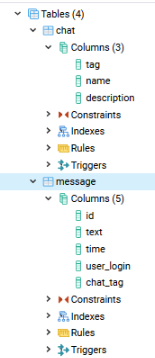 Tables (4)
chat
Columns (3)
tag
name
description
Constraints
Indexes
Rules
Triggers
message
Columns (5)
id
text
time
user_login
chat_tag
Constraints
Indexes
Rules
Triggers